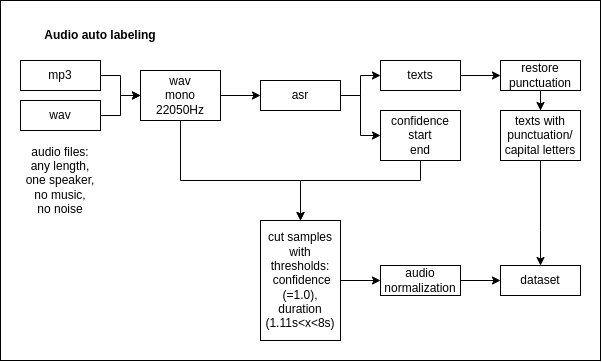 Audio auto labeling
mp3
wav
audio files:
any length,
one speaker,
no music,
no noise
wav
mono
22050Hz
asr
texts
confidence
start
end
restore
punctuation
texts with
punctuation/
capital letters
cut samples
with
thresholds:
confidence
(=1.0),
duration
(1.11s<x<8s)
audio
normalization
dataset